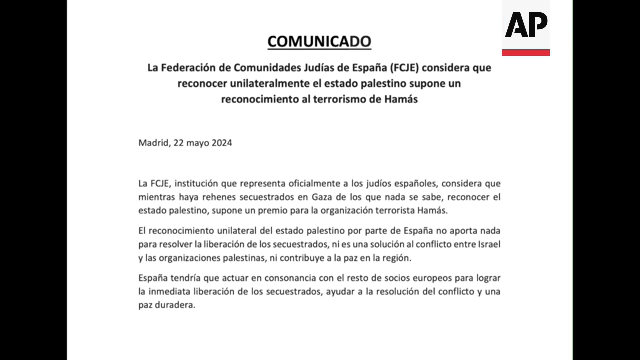 AP
COMUNICADO
La Federación de Comunidades Judías de España (FCJE) considera que
reconocer unilateralmente el estado palestino supone un
reconocimiento al terrorismo de Hamás
Madrid, 22 mayo 2024
La FCJE, institución que representa oficialmente a los judíos españoles, considera que
mientras haya rehenes secuestrados en Gaza de los que nada se sabe, reconocer el
estado palestino, supone un premio para la organización terrorista Hamás.
El reconocimiento unilateral del estado palestino por parte de España no aporta nada
para resolver la liberación de los secuestrados, ni es una solución al conflicto entre Israel
y las organizaciones palestinas, ni contribuye a la paz en la región.
España tendría que actuar en consonancia con el resto de socios europeos para lograr
la inmediata liberación de los secuestrados, ayudar a la resolución del conflicto y una
paz duradera.